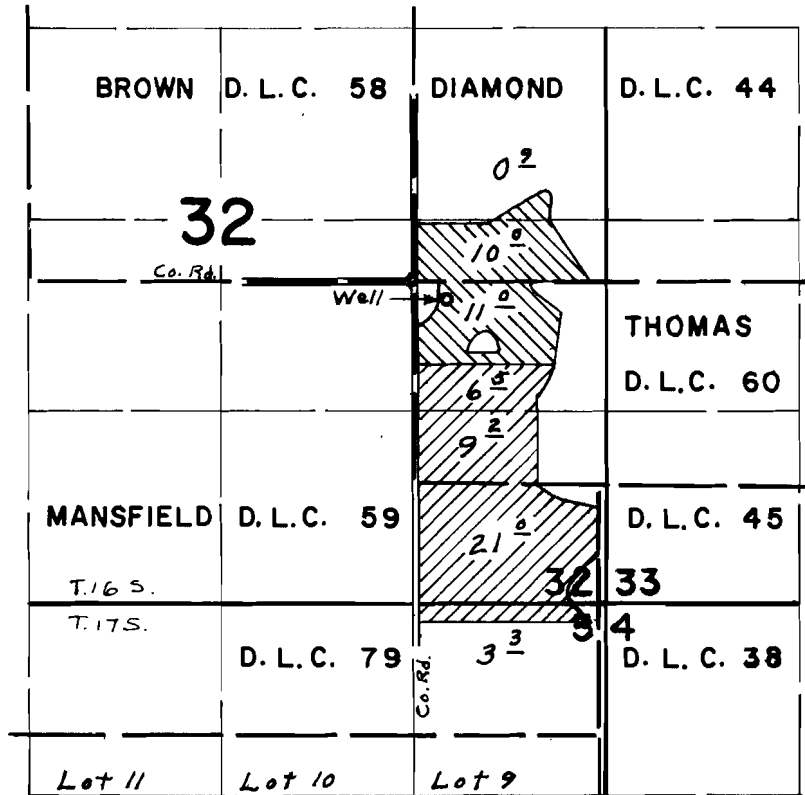 BROWN D. L. C. 58 DIAMOND D. L. C. 44
0 9
32
10 0
Co. Rd.
Well
11 0
THOMAS
6 5
D. L. C. 60
9 2
MANSFIELD D. L. C. 59 D. L. C. 45
21 0
T. 16 S. 32 33
T. 17 S. 5 4
3 3
D. L. C. 79 D. L. C. 38
Co. Rd.
Lot 11 Lot 10 Lot 9